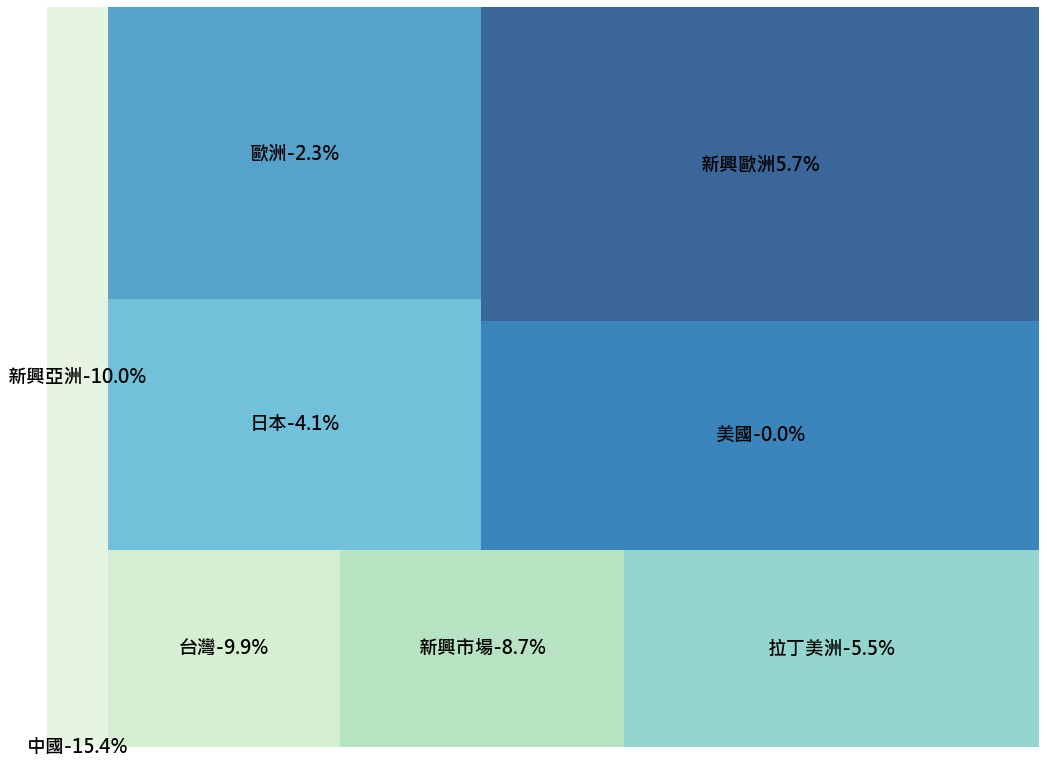 歐洲-2.3%
新興歐洲5.7%
新興亞洲-10.0%
日本-4.1%
美國-0.0%
台灣-9.9%
新興市場-8.7%
拉丁美洲-5.5%
中國-15.4%